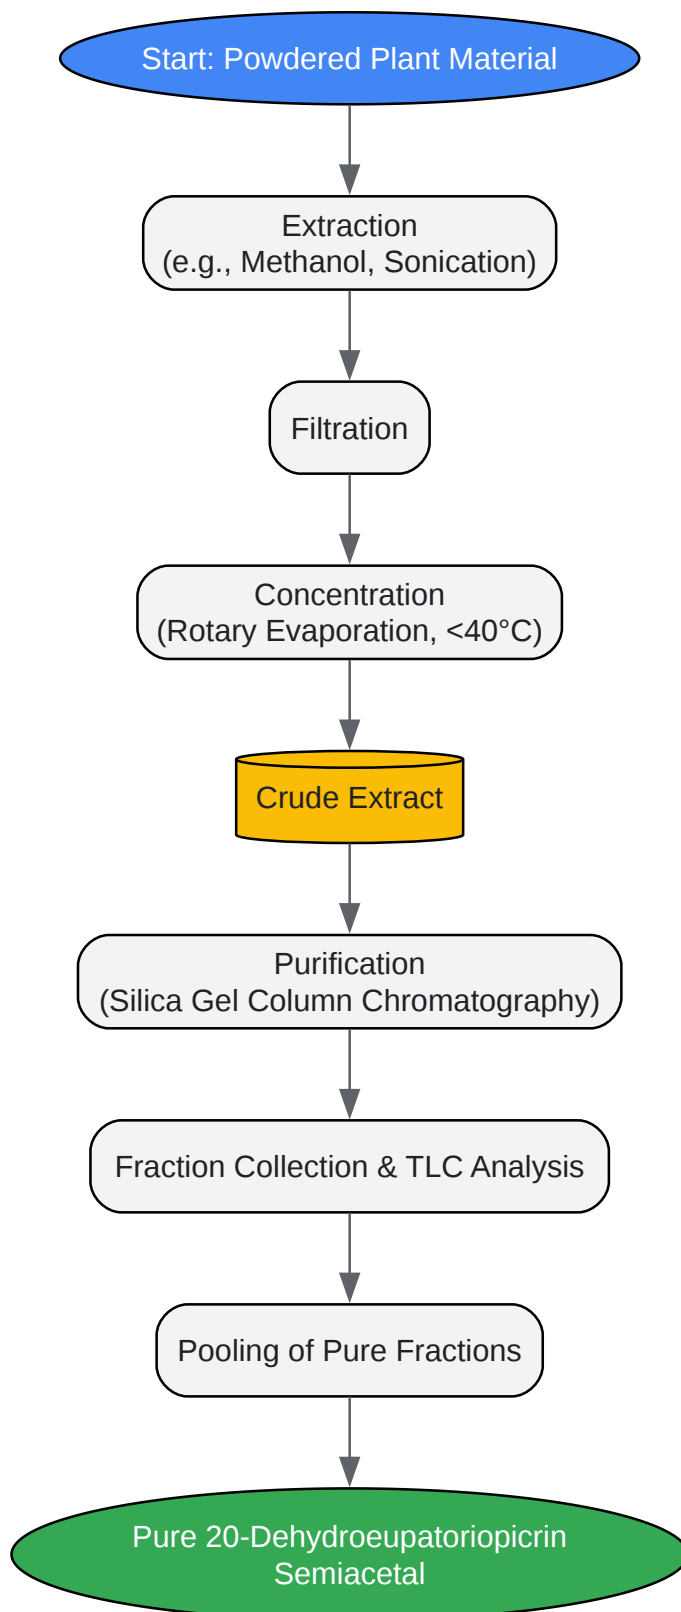 Start: Powdered Plant Material
Extraction
(e.g., Methanol, Sonication)
Filtration
Concentration
(Rotary Evaporation, <40°C)
Crude Extract
Purification
(Silica Gel Column Chromatography)
Fraction Collection & TLC Analysis
Pooling of Pure Fractions
Pure 20-Dehydroeupatoriopicrin
Semiacetal